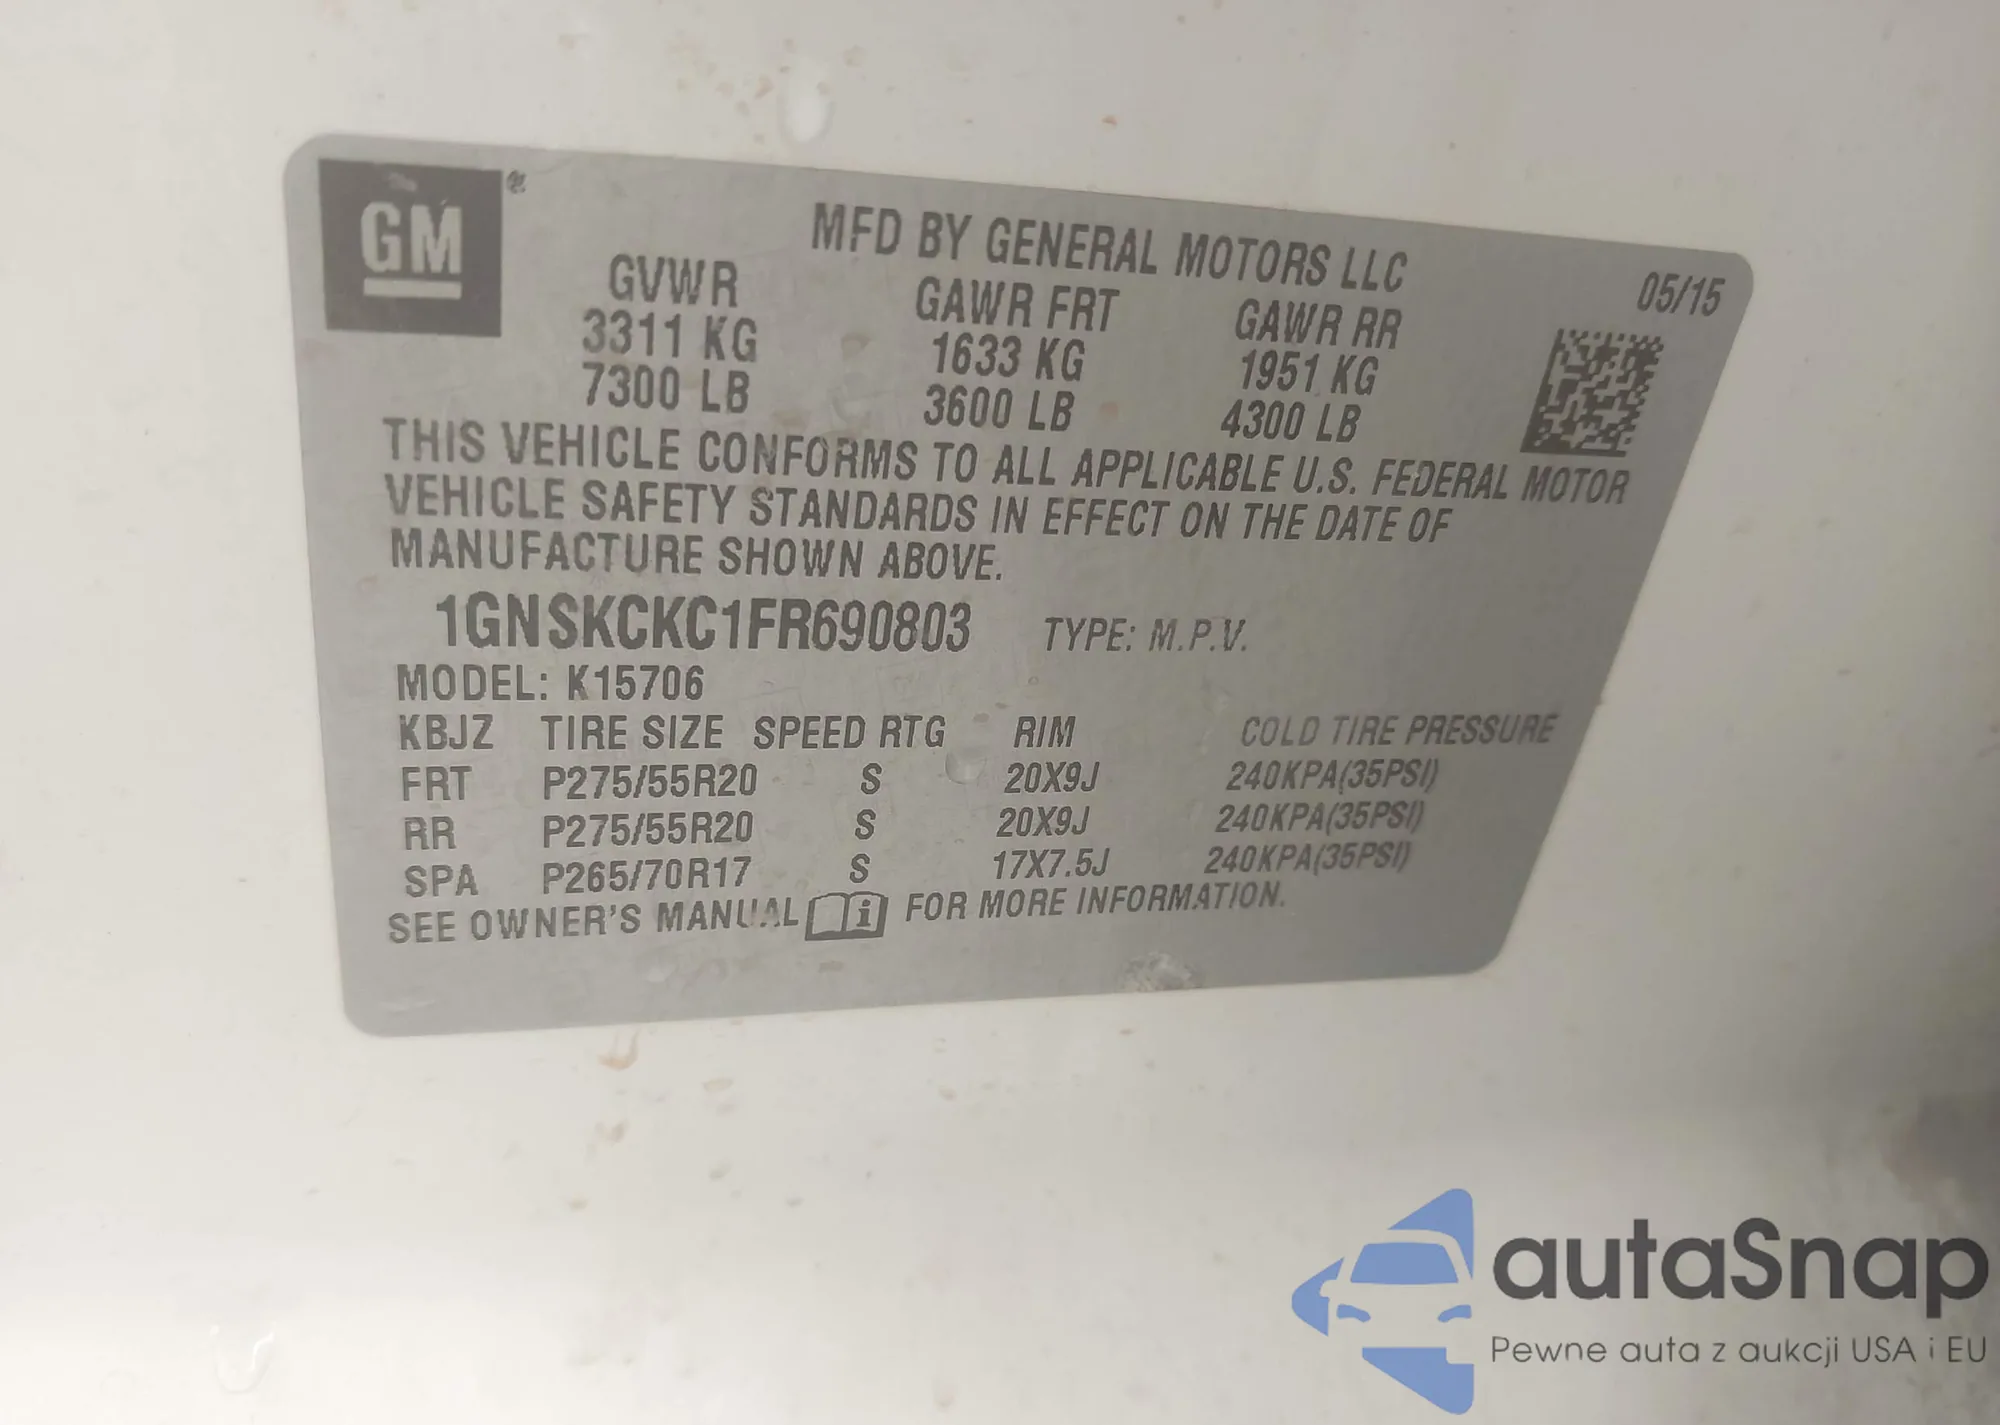 GM
MFD BY GENERAL MOTORS LLC
05/15
GVWR GAWR FRT GAWR RR
3311 KG 1633 KG 1951 KG
7300 LB 3600 LB 4300 LB
THIS VEHICLE CONFORMS TO ALL APPLICABLE U.S. FEDERAL MOTOR
VEHICLE SAFETY STANDARDS IN EFFECT ON THE DATE OF
MANUFACTURE SHOWN ABOVE.
1GNSKCKC1FR690803 TYPE: M.P.V.
MODEL: K15706
KBJZ TIRE SIZE SPEED RTG RIM COLD TIRE PRESSURE
FRT P275/55R20 S 20X9J 240KPA(35PSI)
RR P275/55R20 S 20X9J 240KPA(35PSI)
SPA P265/70R17 S 17X7.5J 240KPA(35PSI)
SEE OWNER'S MANUAL FOR MORE INFORMATION.
autaSnap
Pewne auta z aukcji USA i EU